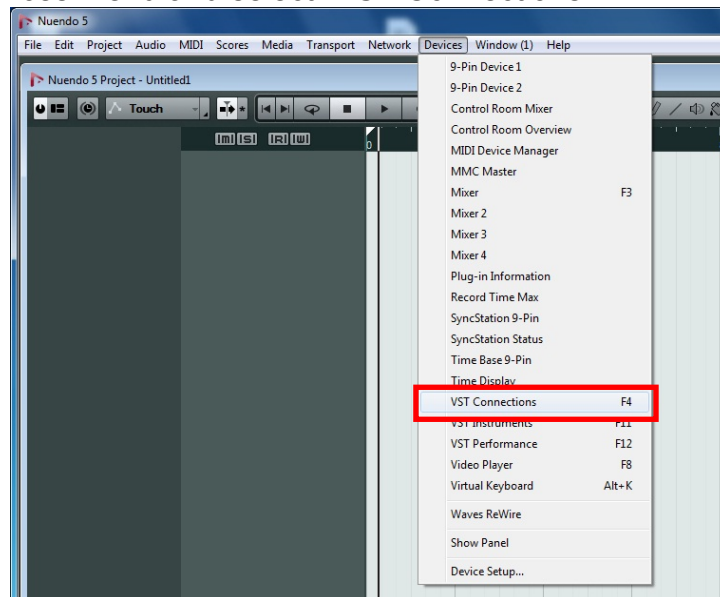 Nuendo 5
File Edit Project Audio MIDI Scores Media Transport Network Devices Window (1) Help
Nuendo 5 Project - Untitled1
Touch
[m] [s] [R] [w]
0
9-Pin Device 1
9-Pin Device 2
Control Room Mixer
Control Room Overview
MIDI Device Manager
MMC Master
Mixer F3
Mixer 2
Mixer 3
Mixer 4
Plug-in Information
Record Time Max
SyncStation 9-Pin
SyncStation Status
Time Base 9-Pin
Time Display
VST Connections F4
VST Instruments F11
VST Performance F12
Video Player F8
Virtual Keyboard Alt+K
Waves ReWire
Show Panel
Device Setup...